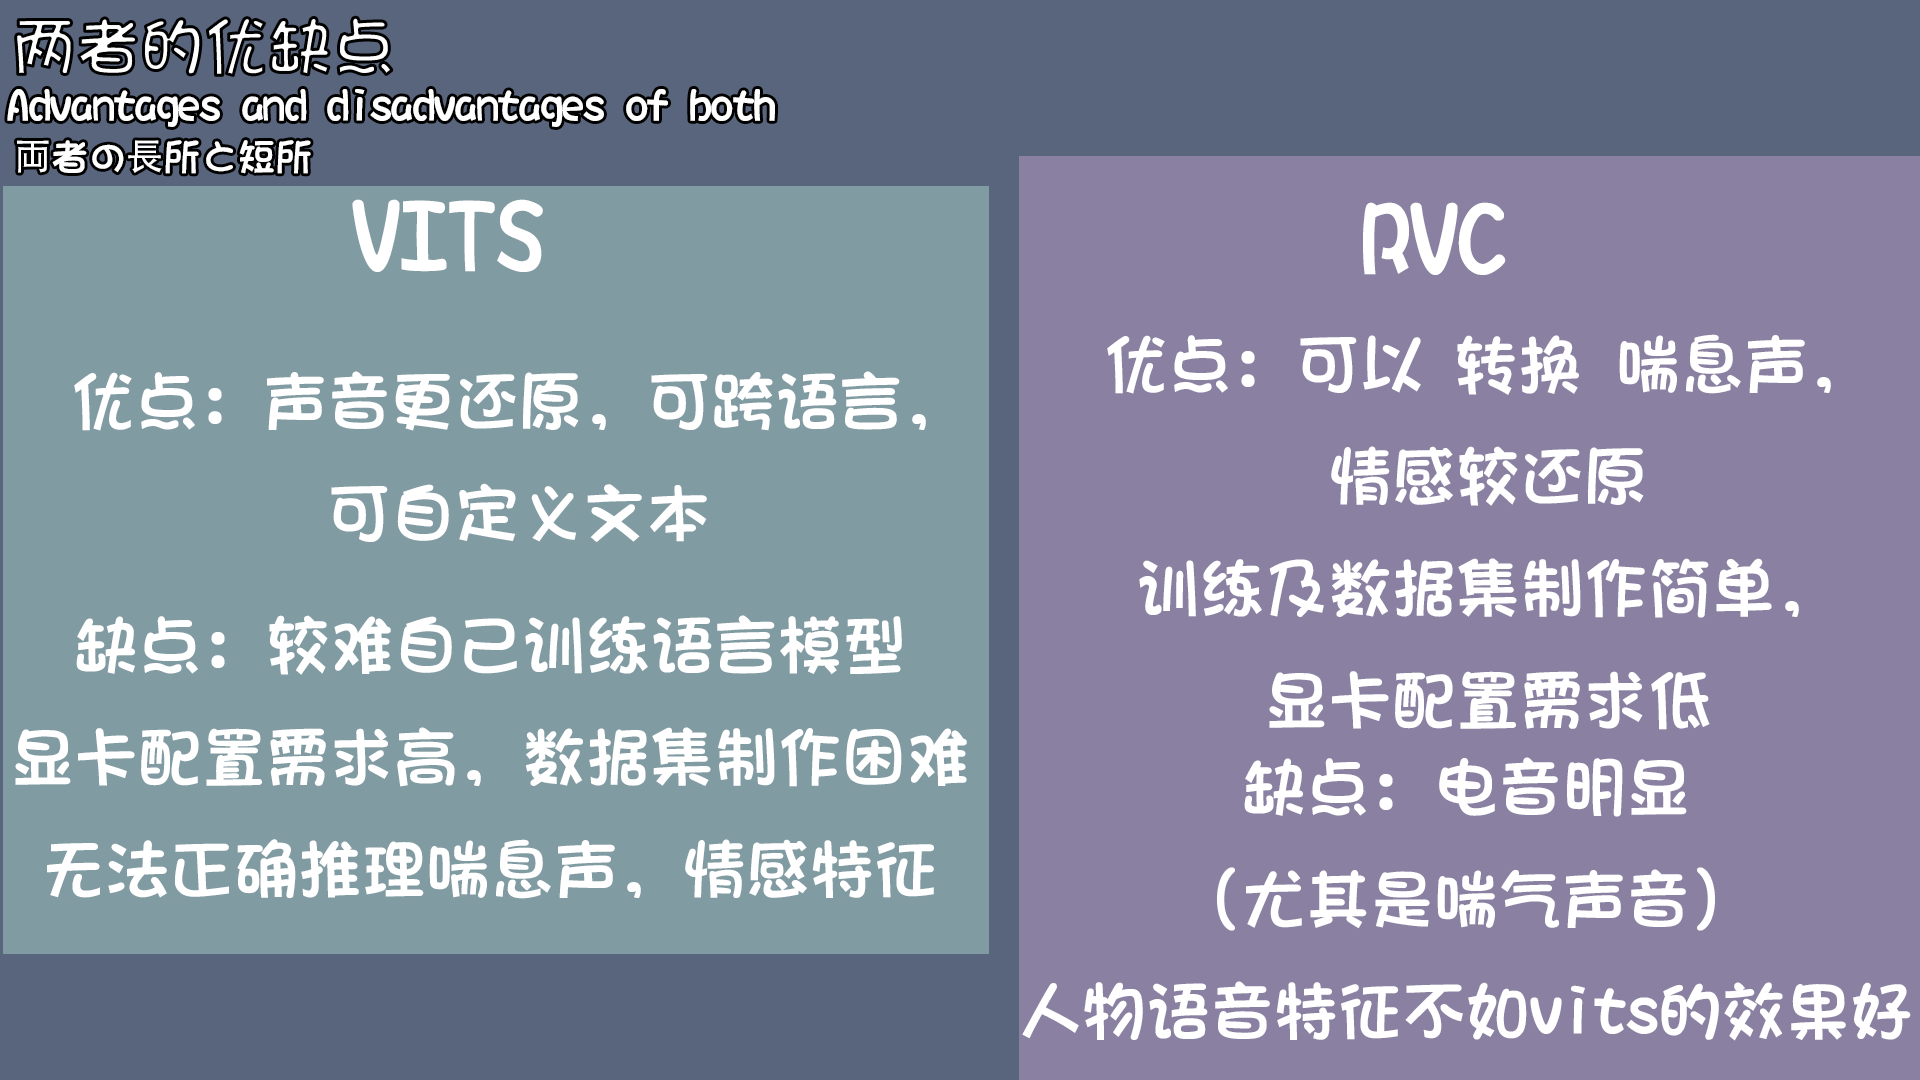 两者的优缺点
Advantages and disadvantages of both
両者の長所と短所
VITS
优点：声音更还原，可跨语言，
可自定义文本
缺点：较难自己训练语言模型
显卡配置需求高，数据集制作困难
无法正确推理喘息声，情感特征
RVC
优点：可以 转换 喘息声，
情感较还原
训练及数据集制作简单，
显卡配置需求低
缺点：电音明显
（尤其是喘气声音）
人物语音特征不如vits的效果好